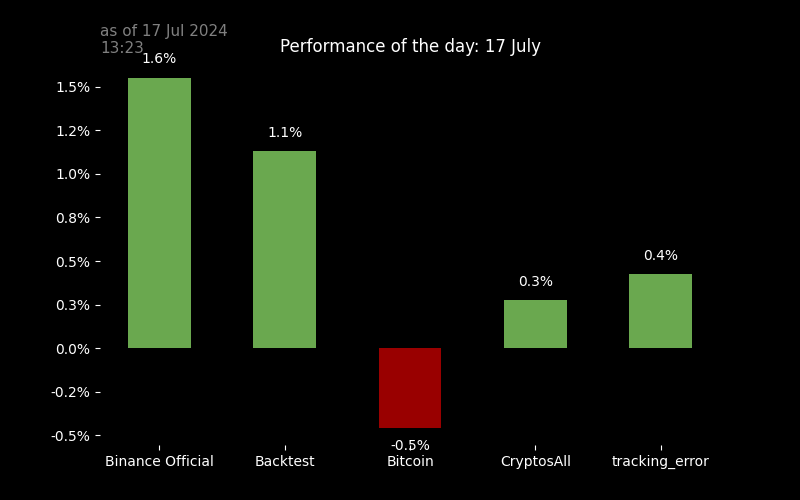 as of 17 Jul 2024
13:23
Performance of the day: 17 July
1.6%
1.1%
-0.5%
0.3%
0.4%
1.5%
1.2%
1.0%
0.8%
0.5%
0.3%
0.0%
-0.2%
-0.5%
Binance Official
Backtest
Bitcoin
CryptosAll
tracking_error